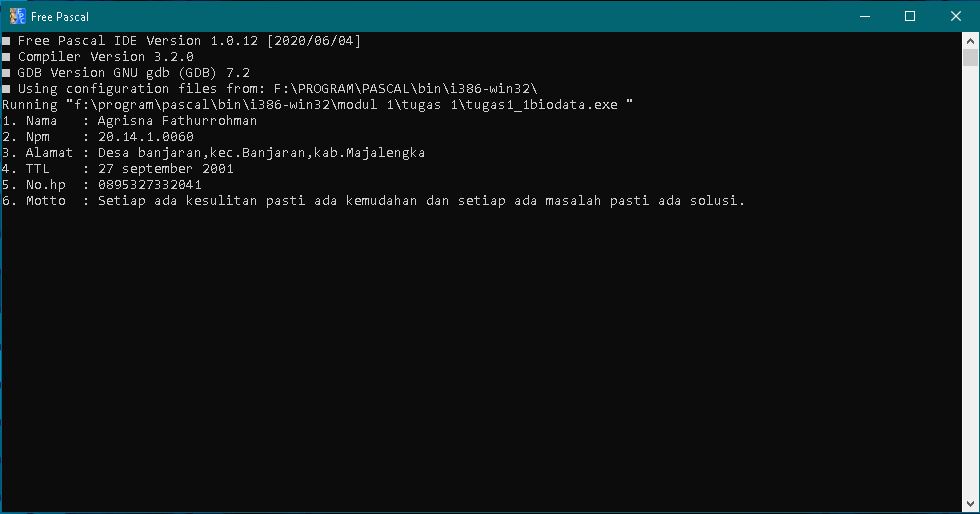 Free Pascal
■ Free Pascal IDE Version 1.0.12 [2020/06/04]
■ Compiler Version 3.2.0
■ GDB Version GNU gdb (GDB) 7.2
■ Using configuration files from: F:\PROGRAM\PASCAL\bin\i386-win32\
Running "f:\program\pascal\bin\i386-win32\modul 1\tugas 1\tugas1_1biodata.exe "
1. Nama   : Agrisna Fathurrohman
2. Npm    : 20.14.1.0060
3. Alamat : Desa banjaran,kec.Banjaran,kab.Majalengka
4. TTL    : 27 september 2001
5. No.hp  : 0895327332041
6. Motto  : Setiap ada kesulitan pasti ada kemudahan dan setiap ada masalah pasti ada solusi.